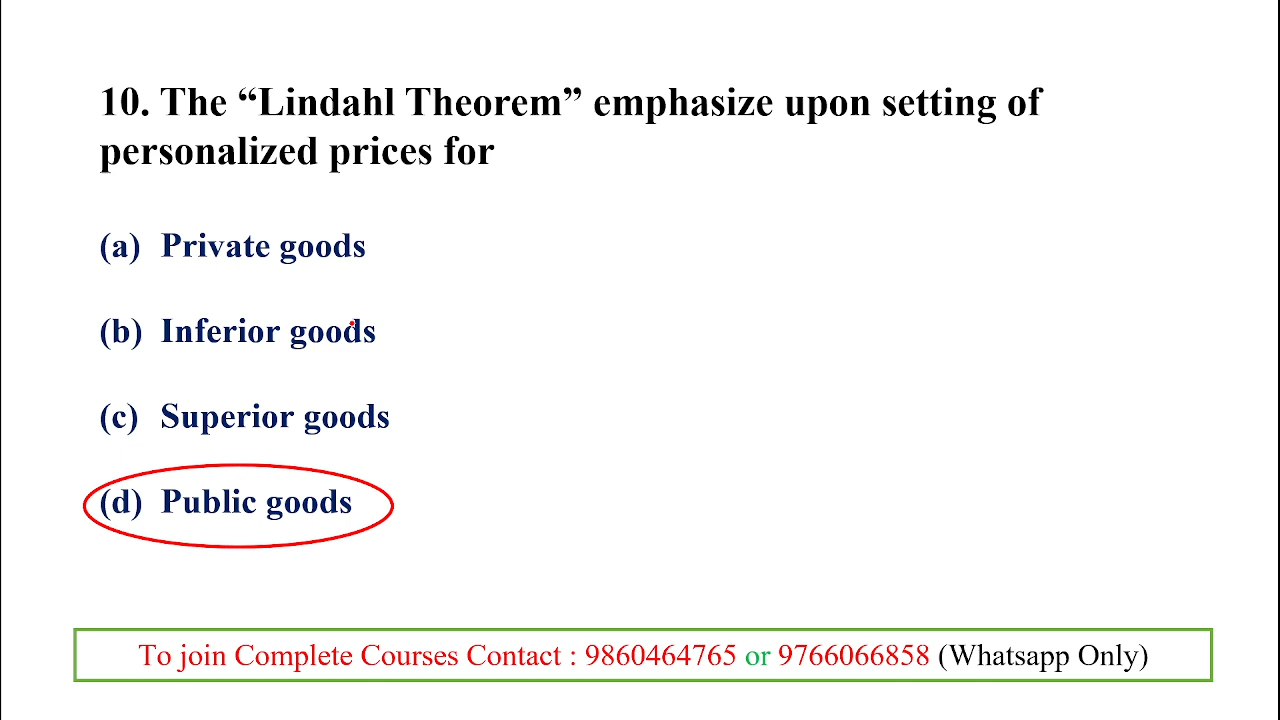 10. The “Lindahl Theorem” emphasize upon setting of
personalized prices for
(a) Private goods
(b) Inferior goods
(c) Superior goods
(d) Public goods
To join Complete Courses Contact : 9860464765 or 9766066858 (Whatsapp Only)